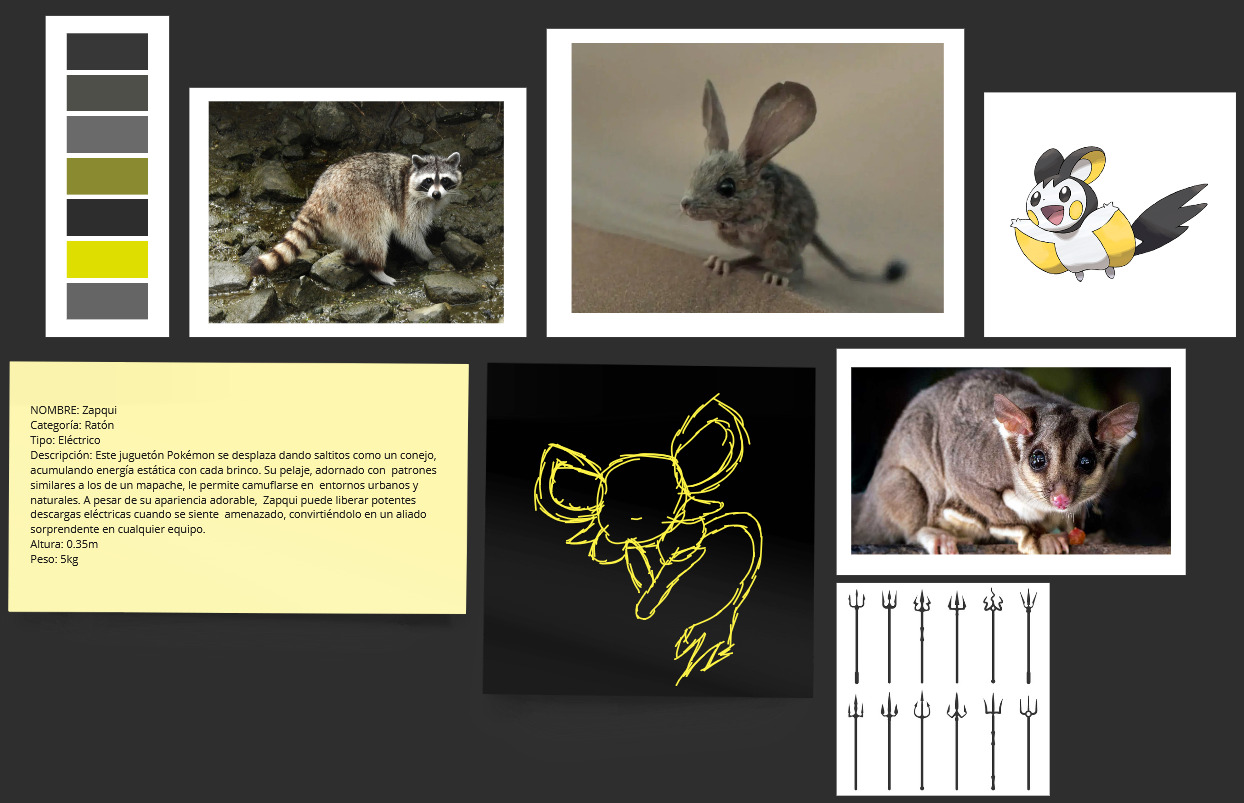 NOMBRE: Zapqui
Categoría: Ratón
Tipo: Eléctrico
Descripción: Este juguetón Pokémon se desplaza dando saltitos como un conejo,
acumulando energía estática con cada brinco. Su pelaje, adornado con patrones
similares a los de un mapache, le permite camuflarse en entornos urbanos y
naturales. A pesar de su apariencia adorable, Zapqui puede liberar potentes
descargas eléctricas cuando se siente amenazado, convirtiéndolo en un aliado
sorprendente en cualquier equipo.
Altura: 0.35m
Peso: 5kg